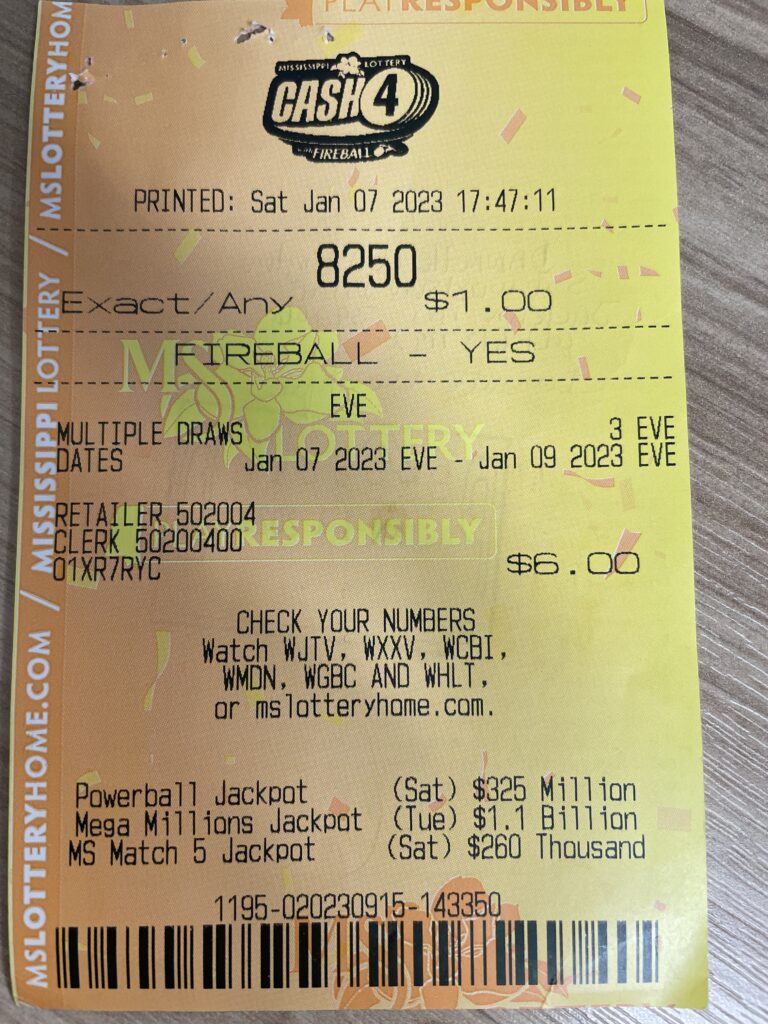 PLAY RESPONSIBLY
MISSISSIPPI LOTTERY
CASH 4
FIREBALL
PRINTED: Sat Jan 07 2023 17:47:11
8250
Exact/Any $1.00
FIREBALL - YES
EVE
MULTIPLE DRAWS 3 EVE
DATES Jan 07 2023 EVE - Jan 09 2023 EVE
RETAILER 502004
CLERK 50200400
01XR7RYC
$6.00
CHECK YOUR NUMBERS
Watch WJTV, WXXV, WCBI,
WMDN, WGBC AND WHLT,
or mslotteryhome.com.
Powerball Jackpot (Sat) $325 Million
Mega Millions Jackpot (Tue) $1.1 Billion
MS Match 5 Jackpot (Sat) $260 Thousand
1195-020230915-143350
MSLOTTERYHOME.COM / MISSISSIPPI LOTTERY / MSLOTTERYHOM
MS
LOTTERY
RESPONSIBLY